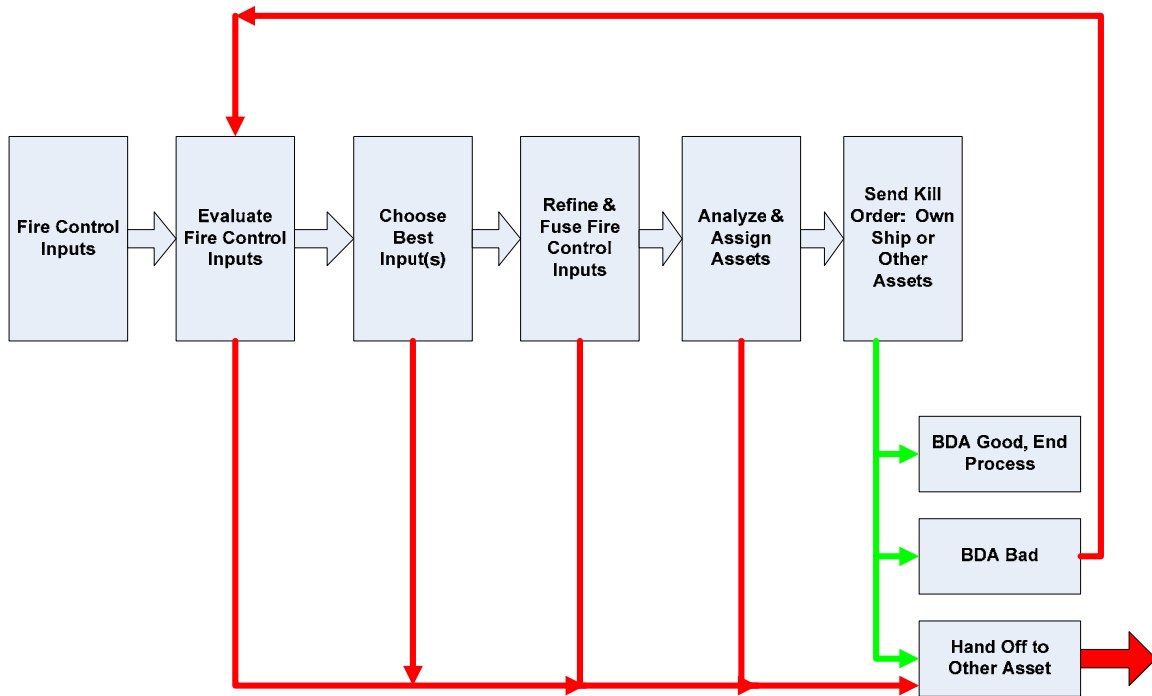 Fire Control
Inputs
Evaluate
Fire Control
Inputs
Choose
Best
Input(s)
Refine &
Fuse Fire
Control
Inputs
Analyze &
Assign
Assets
Send Kill
Order:  Own
Ship or
Other
Assets
BDA Good, End
Process
BDA Bad
Hand Off to
Other Asset